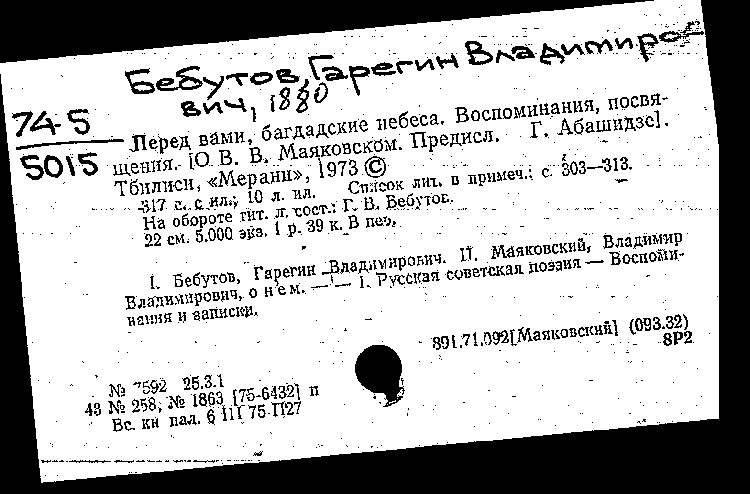 Бебутов, Гарегин Владимиро-
вич, 1880
74-5
5015
Перед вами, багдадские небеса. Воспоминания, посвя-
щения. [О В. В. Маяковском. Предисл. Г. Абашидзе].
Тбилиси, «Мерани», 1973 ©
317 с. с ил.; 10 л. ил. Список лит. в примеч.: с. 303—313.
На обороте тит. л. сост.: Г. В. Бебутов.
22 см. 5.000 экз. 1 р. 39 к. В пер.
I. Бебутов, Гарегин Владимирович. II. Маяковский, Владимир
Владимирович, о нем. — — 1. Русская советская поэзия — Воспоми-
нания и записки.
891.71.092[Маяковский] (093.32)
8Р2
№ 7592 25.3.1
43 № 258, № 1863 [75-6432] п
Вс. кн пал. 6 III 75 П27